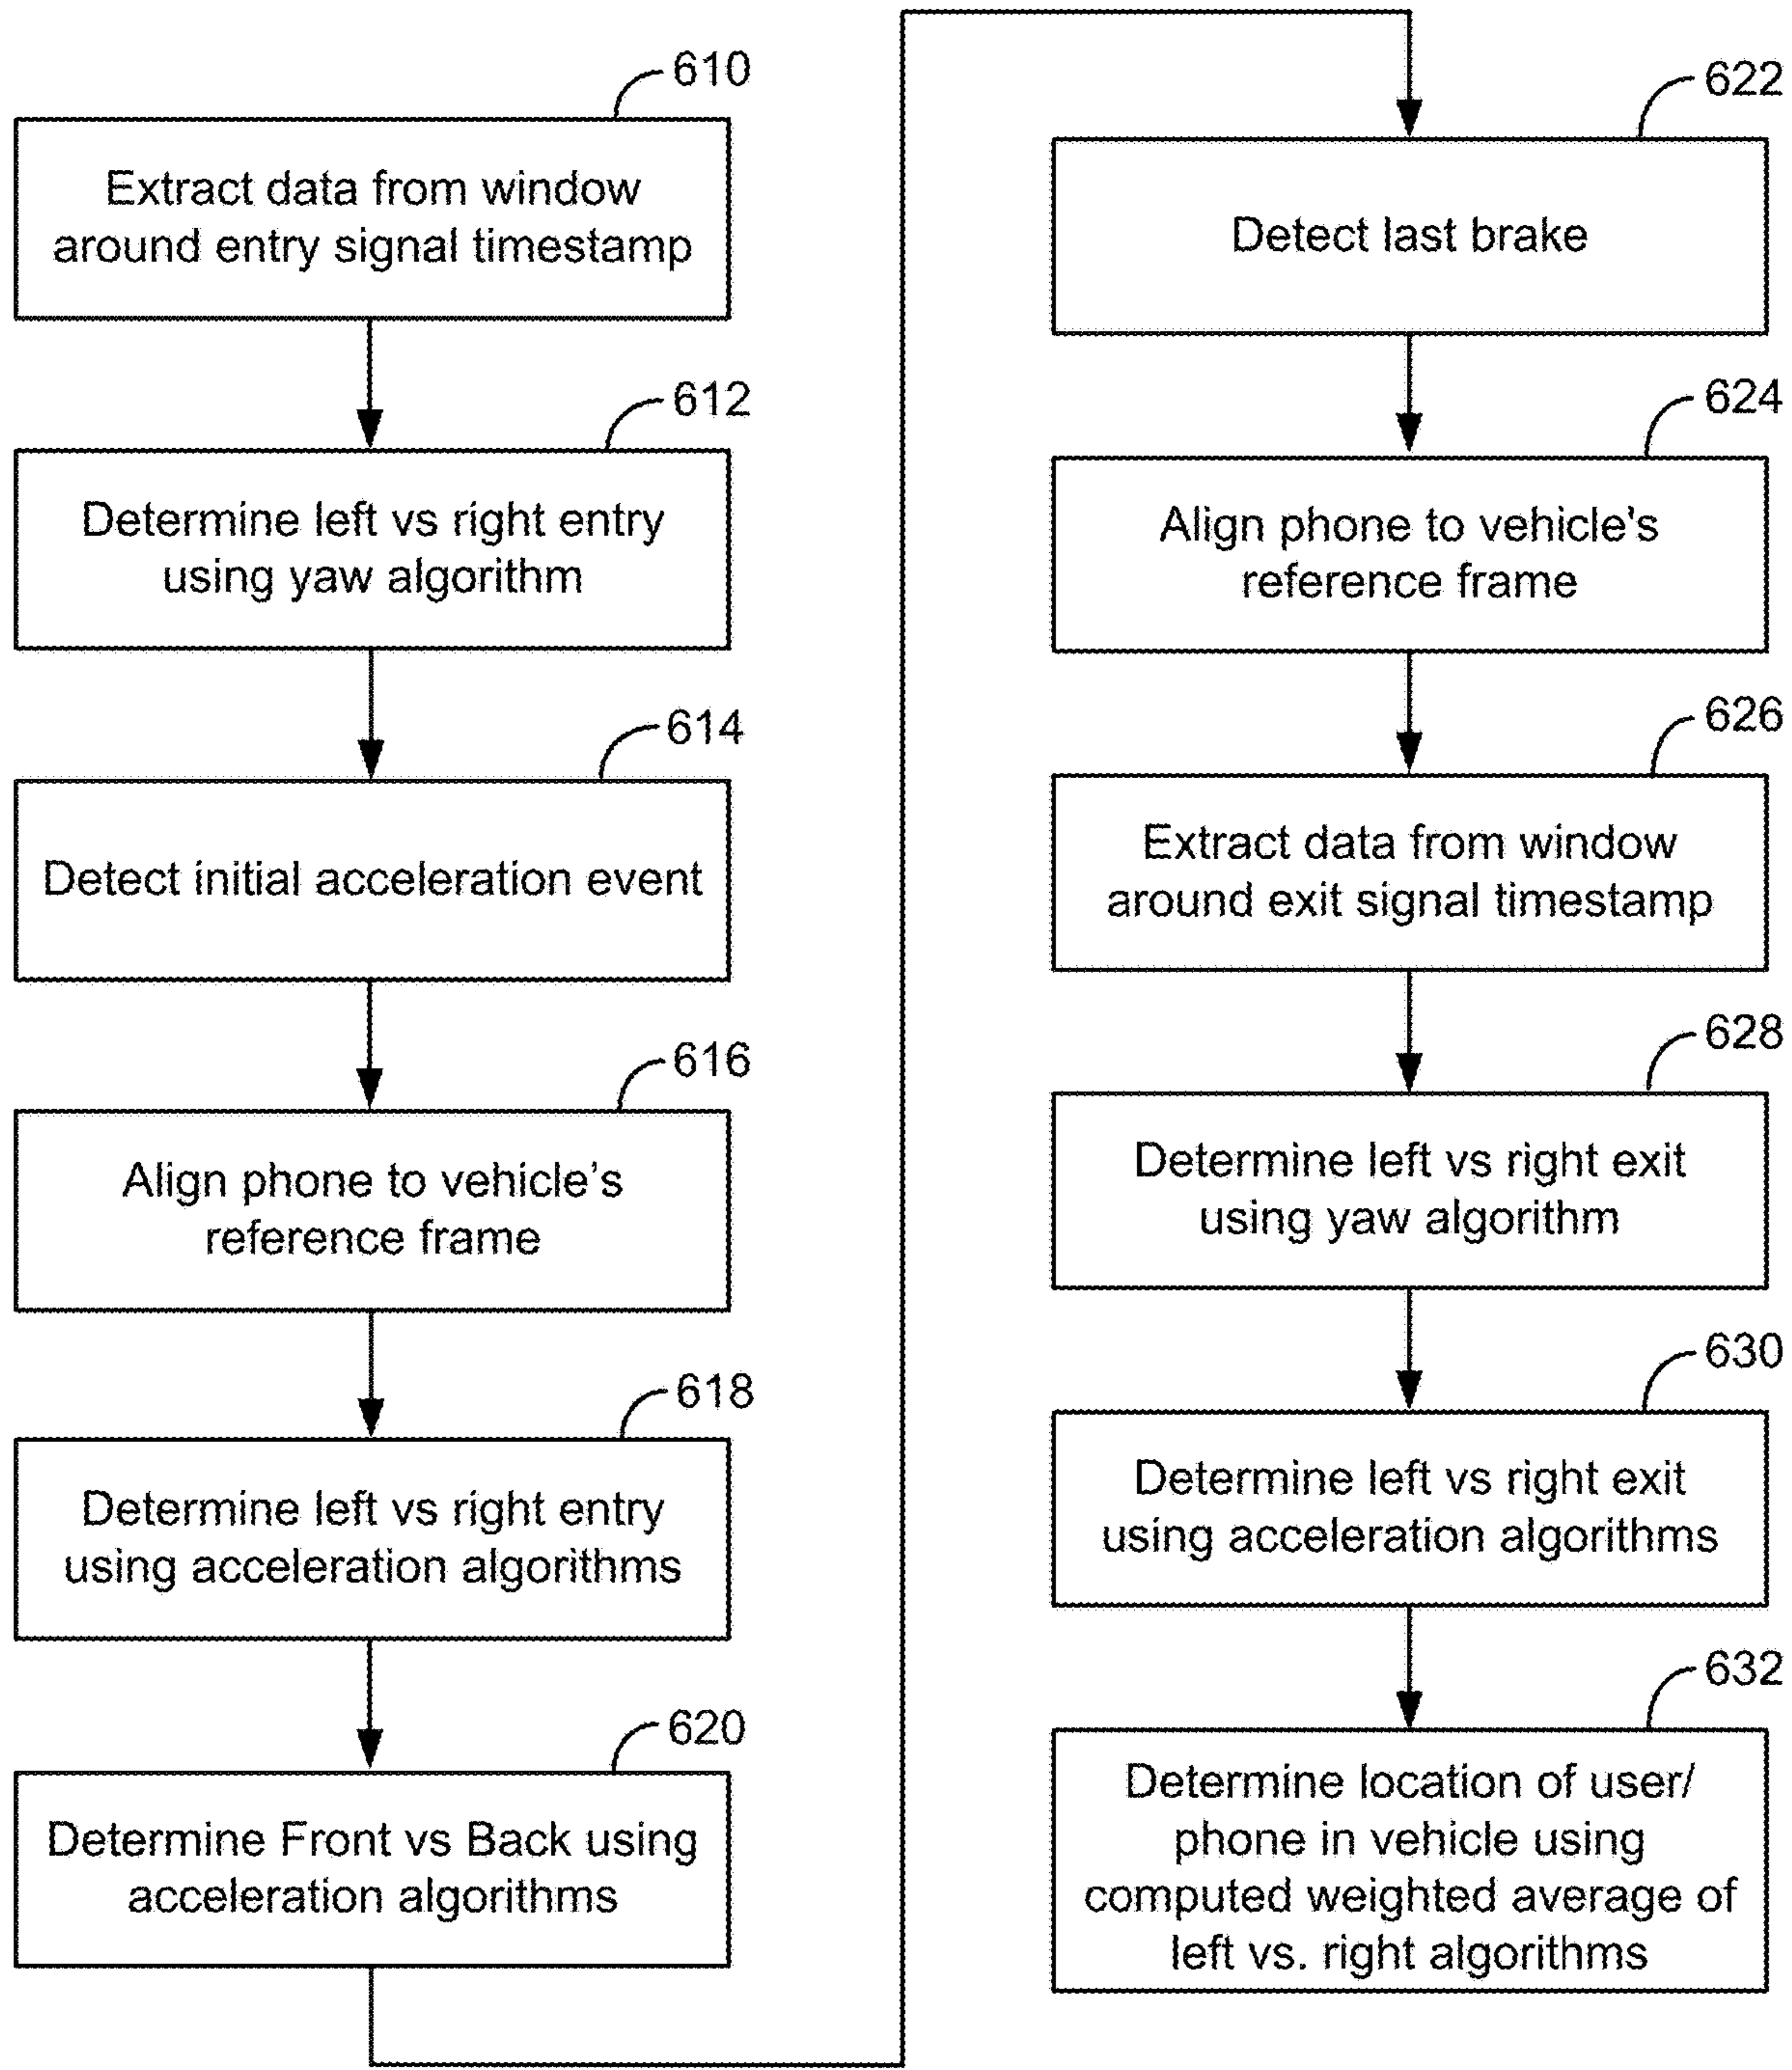 610
Extract data from window
around entry signal timestamp
612
Determine left vs right entry
using yaw algorithm
614
Detect initial acceleration event
616
Align phone to vehicle’s
reference frame
618
Determine left vs right entry
using acceleration algorithms
620
Determine Front vs Back using
acceleration algorithms
622
Detect last brake
624
Align phone to vehicle's
reference frame
626
Extract data from window
around exit signal timestamp
628
Determine left vs right exit
using yaw algorithm
630
Determine left vs right exit
using acceleration algorithms
632
Determine location of user/
phone in vehicle using
computed weighted average of
left vs. right algorithms